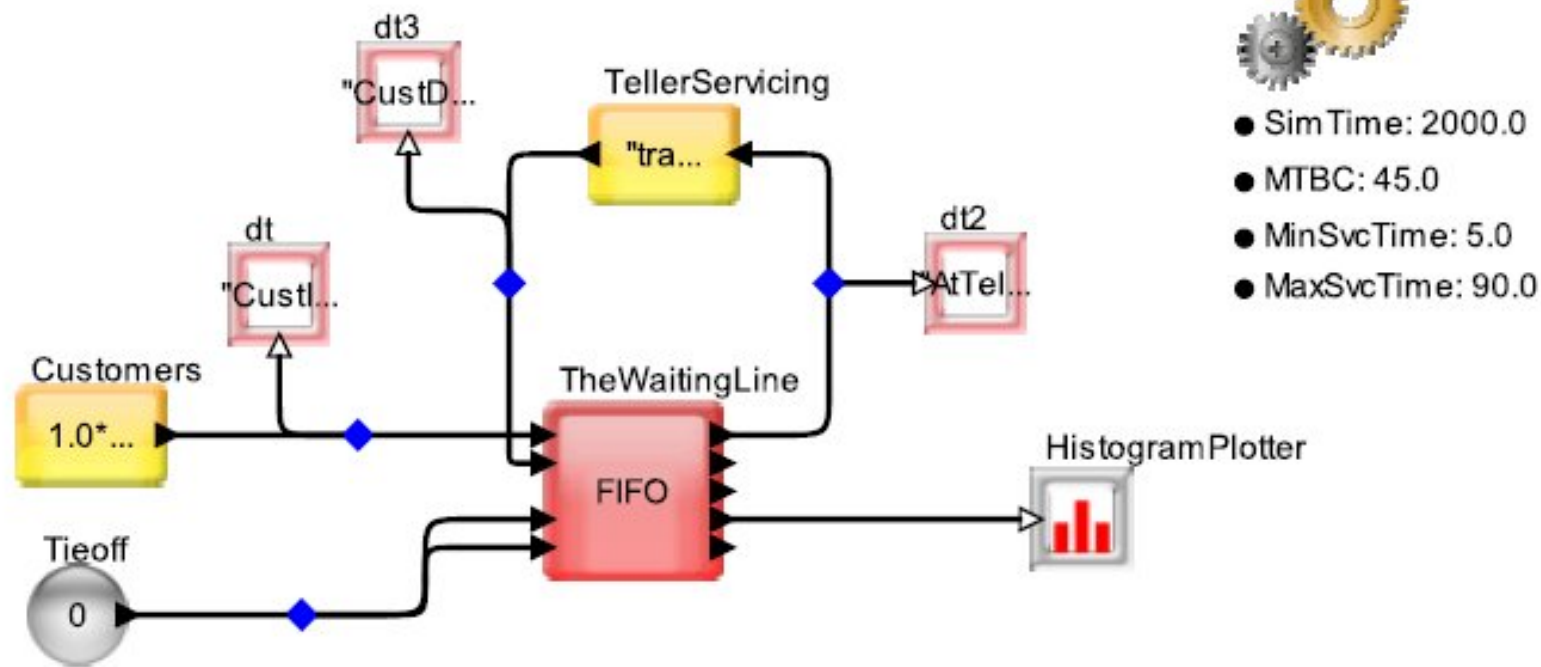 dt3
"CustD...
TellerServicing
"tra...
SimTime: 2000.0
MTBC: 45.0
MinSvcTime: 5.0
MaxSvcTime: 90.0
dt
"CustI...
dt2
"AtTel...
Customers
1.0*...
TheWaitingLine
FIFO
HistogramPlotter
Tieoff
0